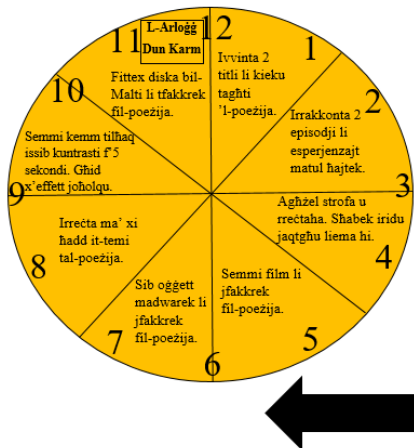 L-Arloġġ
Dun Karm
12
Ivvinta 2
titli li kieku
tagħti
'l-poeżija.
1
Irrakkonta 2
episodji li
esperjenzajt
matul ħajtek.
2
3
Agħżel strofa u
rreċtaha. Sħabek iridu
jaqtgħu liema hi.
4
Semmi film li
jfakkrek
fil-poeżija.
5
6
Sib oġġett
madwarek li
jfakkrek
fil-poeżija.
7
Irreċta ma' xi
ħadd it-temi
tal-poeżija.
8
9
Semmi kemm tilħaq
issib kuntrasti f'5
sekondi. Għid
x'effett joħolqu.
10
Fittex diska bil-
Malti li tfakkrek
fil-poeżija.
11